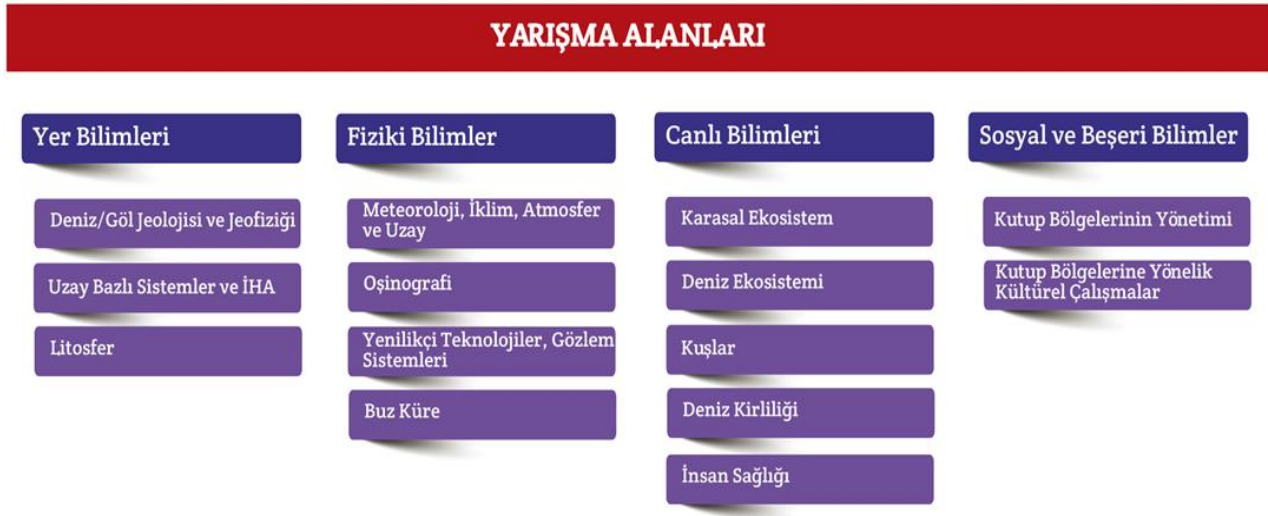 YARIŞMA ALANLARI
Yer Bilimleri
Deniz/Göl Jeolojisi ve Jeofiziği
Uzay Bazlı Sistemler ve İHA
Litosfer
Fiziki Bilimler
Meteoroloji, İklim, Atmosfer
ve Uzay
Oşinografi
Yenilikçi Teknolojiler, Gözlem
Sistemleri
Buz Küre
Canlı Bilimleri
Karasal Ekosistem
Deniz Ekosistemi
Kuşlar
Deniz Kirliliği
İnsan Sağlığı
Sosyal ve Beşeri Bilimler
Kutup Bölgelerinin Yönetimi
Kutup Bölgelerine Yönelik
Kültürel Çalışmalar